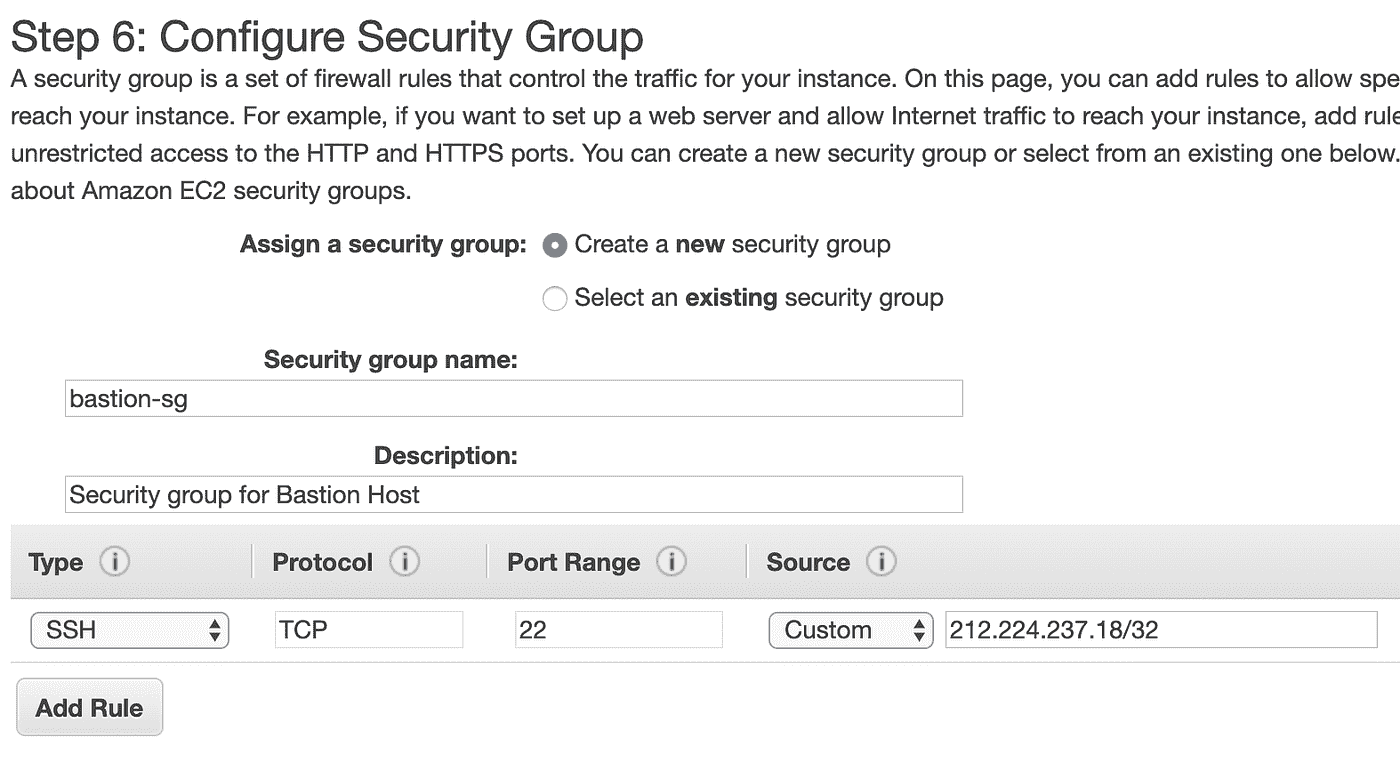 Step 6: Configure Security Group
A security group is a set of firewall rules that control the traffic for your instance. On this page, you can add rules to allow spe
reach your instance. For example, if you want to set up a web server and allow Internet traffic to reach your instance, add rule
unrestricted access to the HTTP and HTTPS ports. You can create a new security group or select from an existing one below.
about Amazon EC2 security groups.
Assign a security group: Create a new security group
Select an existing security group
Security group name:
bastion-sg
Description:
Security group for Bastion Host
Type i Protocol i Port Range i Source i
SSH TCP 22 Custom 212.224.237.18/32
Add Rule